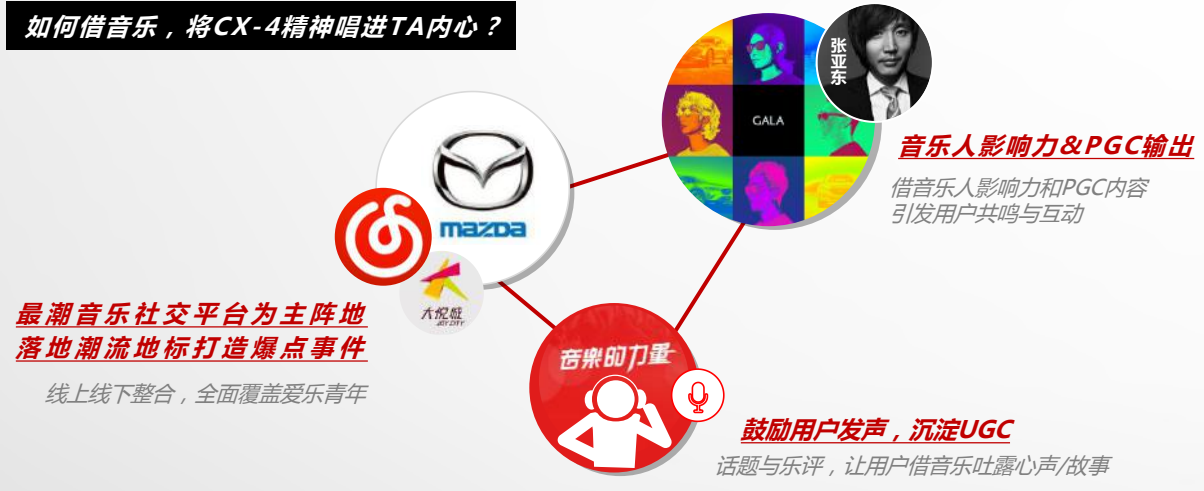 如何借音乐，将CX-4精神唱进TA内心？
张亚东
GALA
音乐人影响力&PGC输出
借音乐人影响力和PGC内容
引发用户共鸣与互动
mazda
大悦城
JOY CITY
最潮音乐社交平台为主阵地
落地潮流地标打造爆点事件
线上线下整合，全面覆盖爱乐青年
音樂的力量
鼓励用户发声，沉淀UGC
话题与乐评，让用户借音乐吐露心声/故事